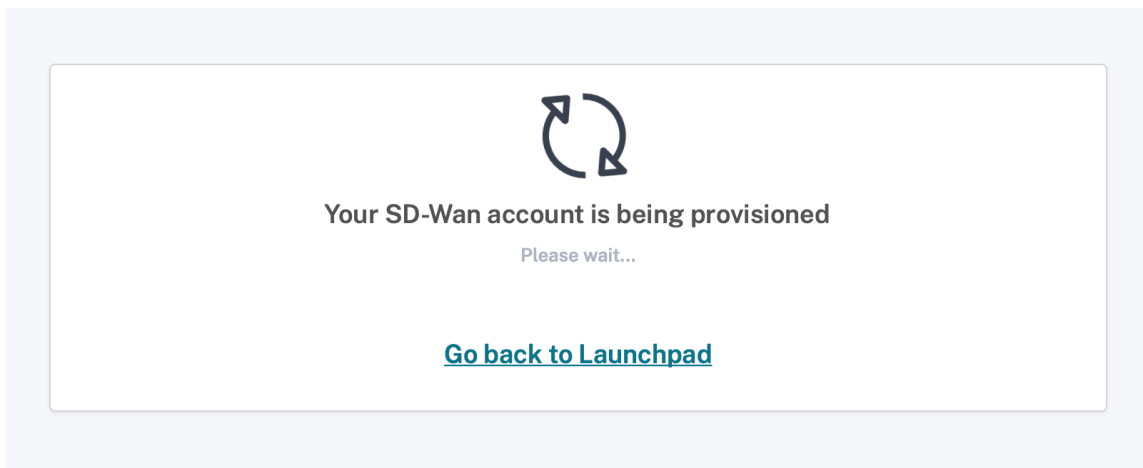 Your SD-Wan account is being provisioned
Please wait...
Go back to Launchpad